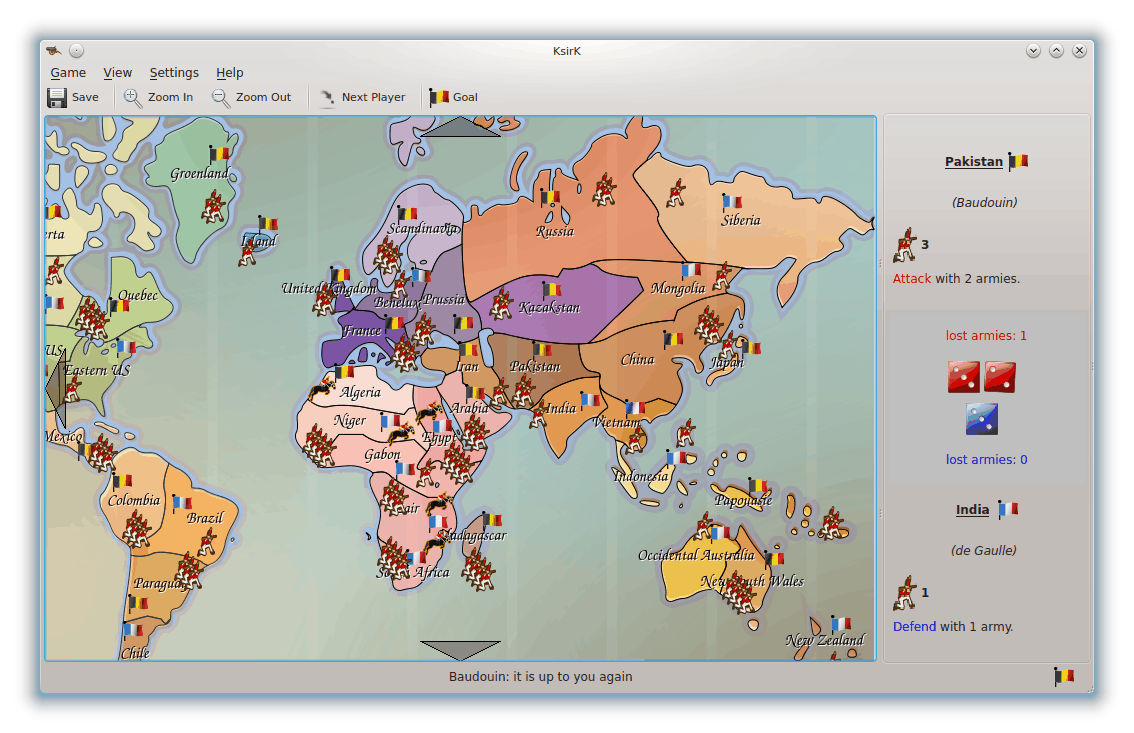 KsirK
Game View Settings Help
Save Zoom In Zoom Out Next Player Goal
Groenland
Island
erta
Quebec
US
Eastern US
Mexico
Colombia
Brazil
Paraguay
Chile
Scandinavia
United Kingdom
Benelux
Prussia
France
Russia
Siberia
Kazakstan
Mongolia
China
Japan
Iran
Pakistan
India
Vietnam
Arabia
Algeria
Niger
Egypt
Gabon
Madagascar
Indonesia
Papouasie
Occidental Australia
New South Wales
New Zealand
Pakistan
(Baudouin)
3
Attack with 2 armies.
lost armies: 1
lost armies: 0
India
(de Gaulle)
1
Defend with 1 army.
Baudouin: it is up to you again